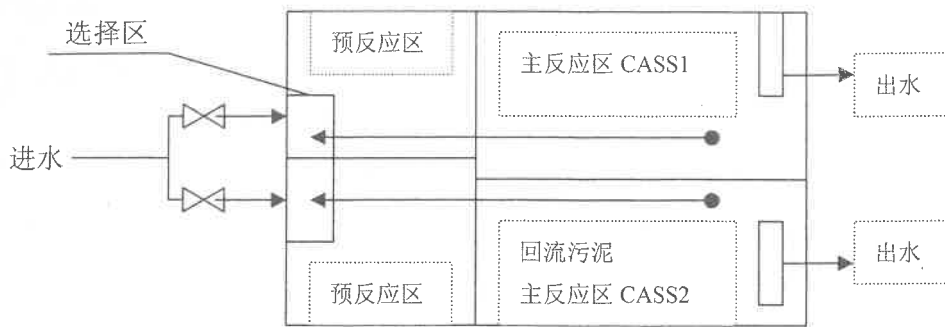 选择区
预反应区
主反应区 CASS1
出水
进水
回流污泥
主反应区 CASS2
预反应区
出水